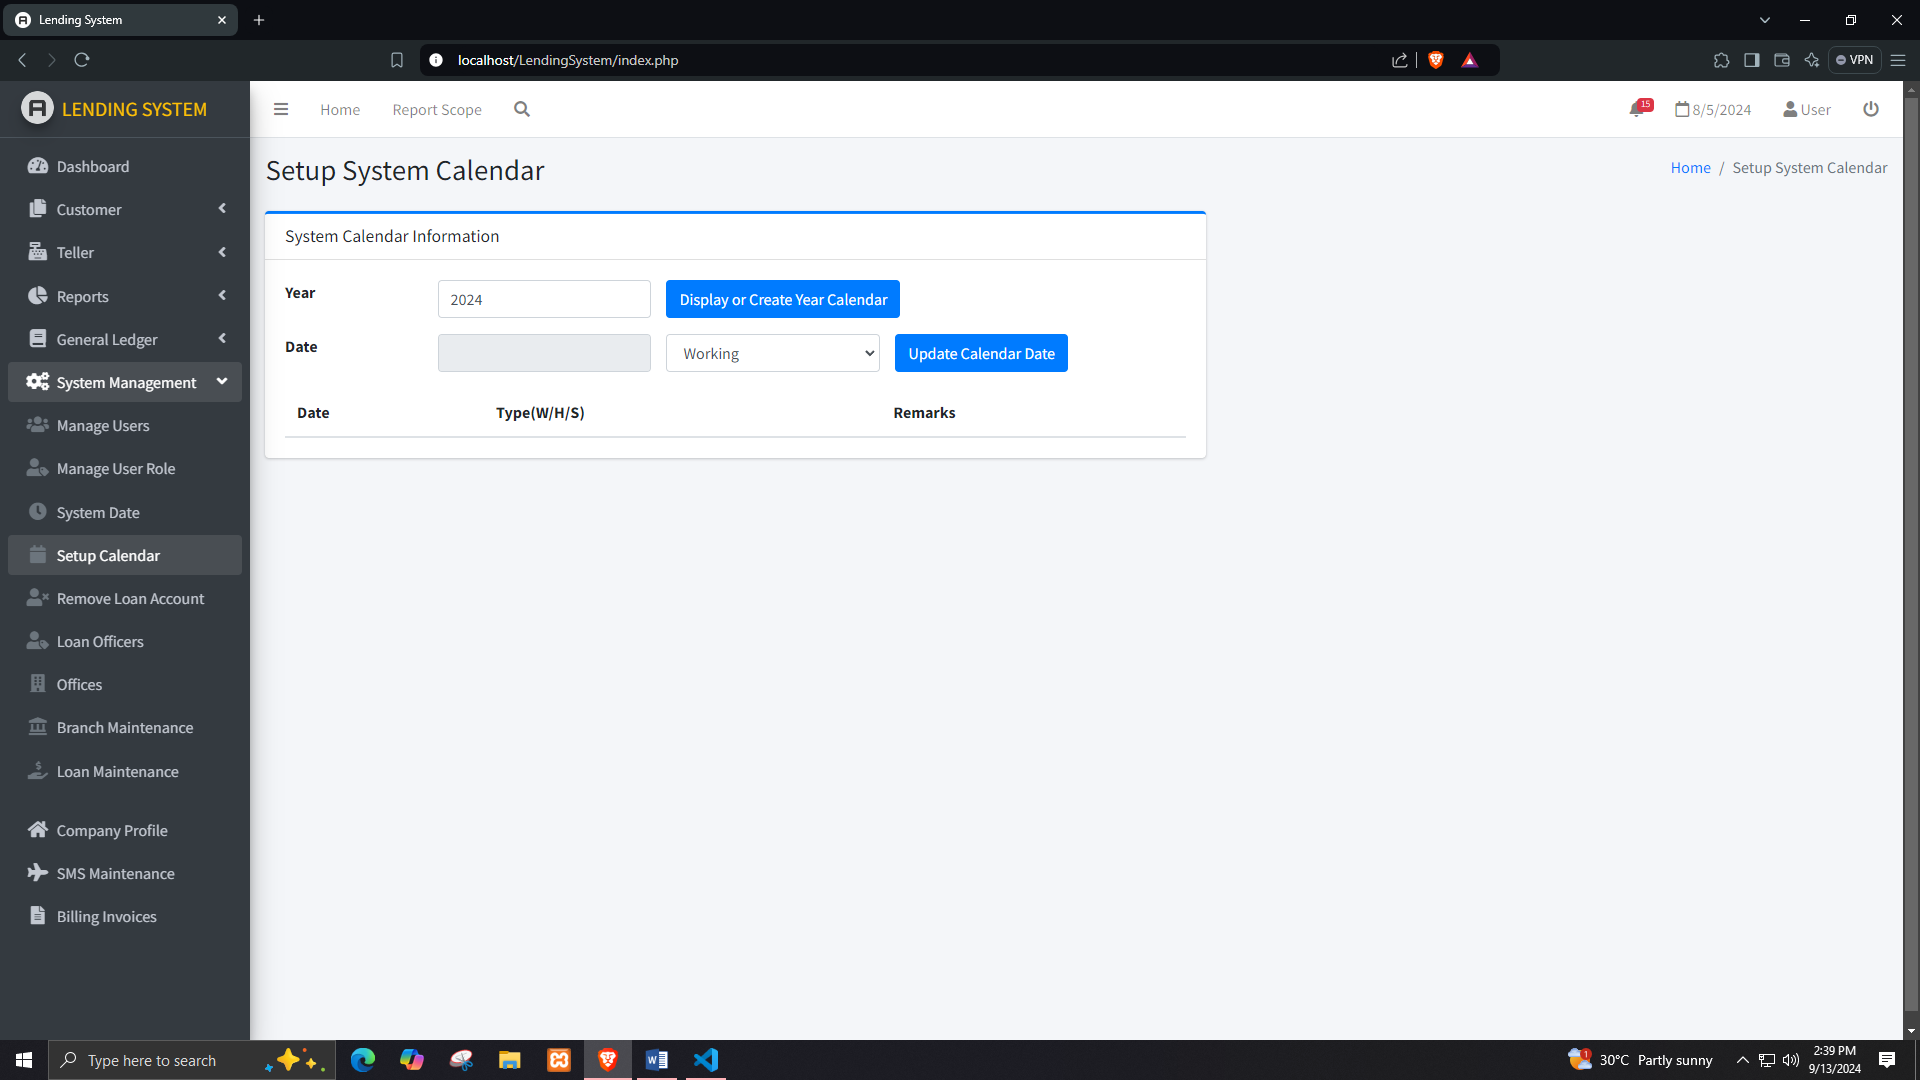 Lending System
localhost/LendingSystem/index.php
VPN
LENDING SYSTEM
Home
Report Scope
15
8/5/2024
User
Dashboard
Customer
Teller
Reports
General Ledger
System Management
Manage Users
Manage User Role
System Date
Setup Calendar
Remove Loan Account
Loan Officers
Offices
Branch Maintenance
Loan Maintenance
Company Profile
SMS Maintenance
Billing Invoices
Setup System Calendar
Home / Setup System Calendar
System Calendar Information
Year
2024
Display or Create Year Calendar
Date
Working
Update Calendar Date
Date Type(W/H/S) Remarks
Type here to search
1
30°C Partly sunny
2:39 PM
9/13/2024